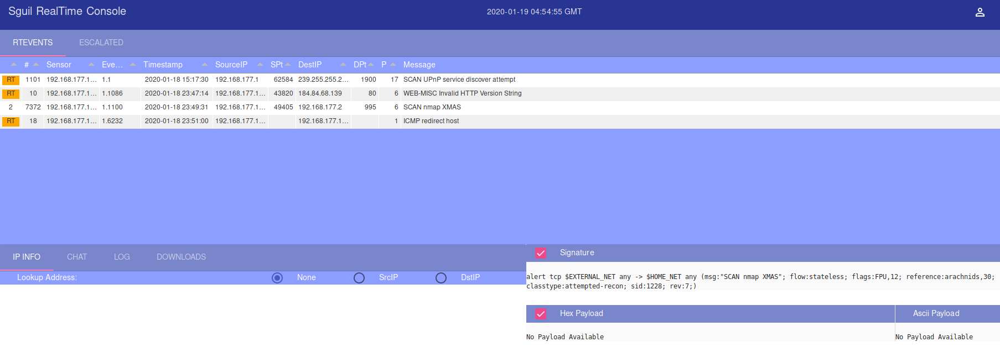 Sguil RealTime Console 2020-01-19 04:54:55 GMT
RTEVENTS ESCALATED
# Sensor Eve... Timestamp SourceIP SPt DestIP DPt P Message
RT 1101 192.168.177.1... 1.1 2020-01-18 15:17:30 192.168.177.1 62584 239.255.255.2... 1900 17 SCAN UPnP service discover attempt
RT 10 192.168.177.1... 1.1086 2020-01-18 23:47:14 192.168.177.1... 43820 184.84.68.139 80 6 WEB-MISC Invalid HTTP Version String
2 7372 192.168.177.1... 1.1100 2020-01-18 23:49:31 192.168.177.1... 49405 192.168.177.2 995 6 SCAN nmap XMAS
RT 18 192.168.177.1... 1.6232 2020-01-18 23:51:00 192.168.177.1... 192.168.177.1... 1 ICMP redirect host
IP INFO CHAT LOG DOWNLOADS
Lookup Address: None SrcIP DstIP
Signature
alert tcp $EXTERNAL_NET any -> $HOME_NET any (msg:"SCAN nmap XMAS"; flow:stateless; flags:FPU,12; reference:arachnids,30;
classtype:attempted-recon; sid:1228; rev:7;)
Hex Payload Ascii Payload
No Payload Available No Payload Available